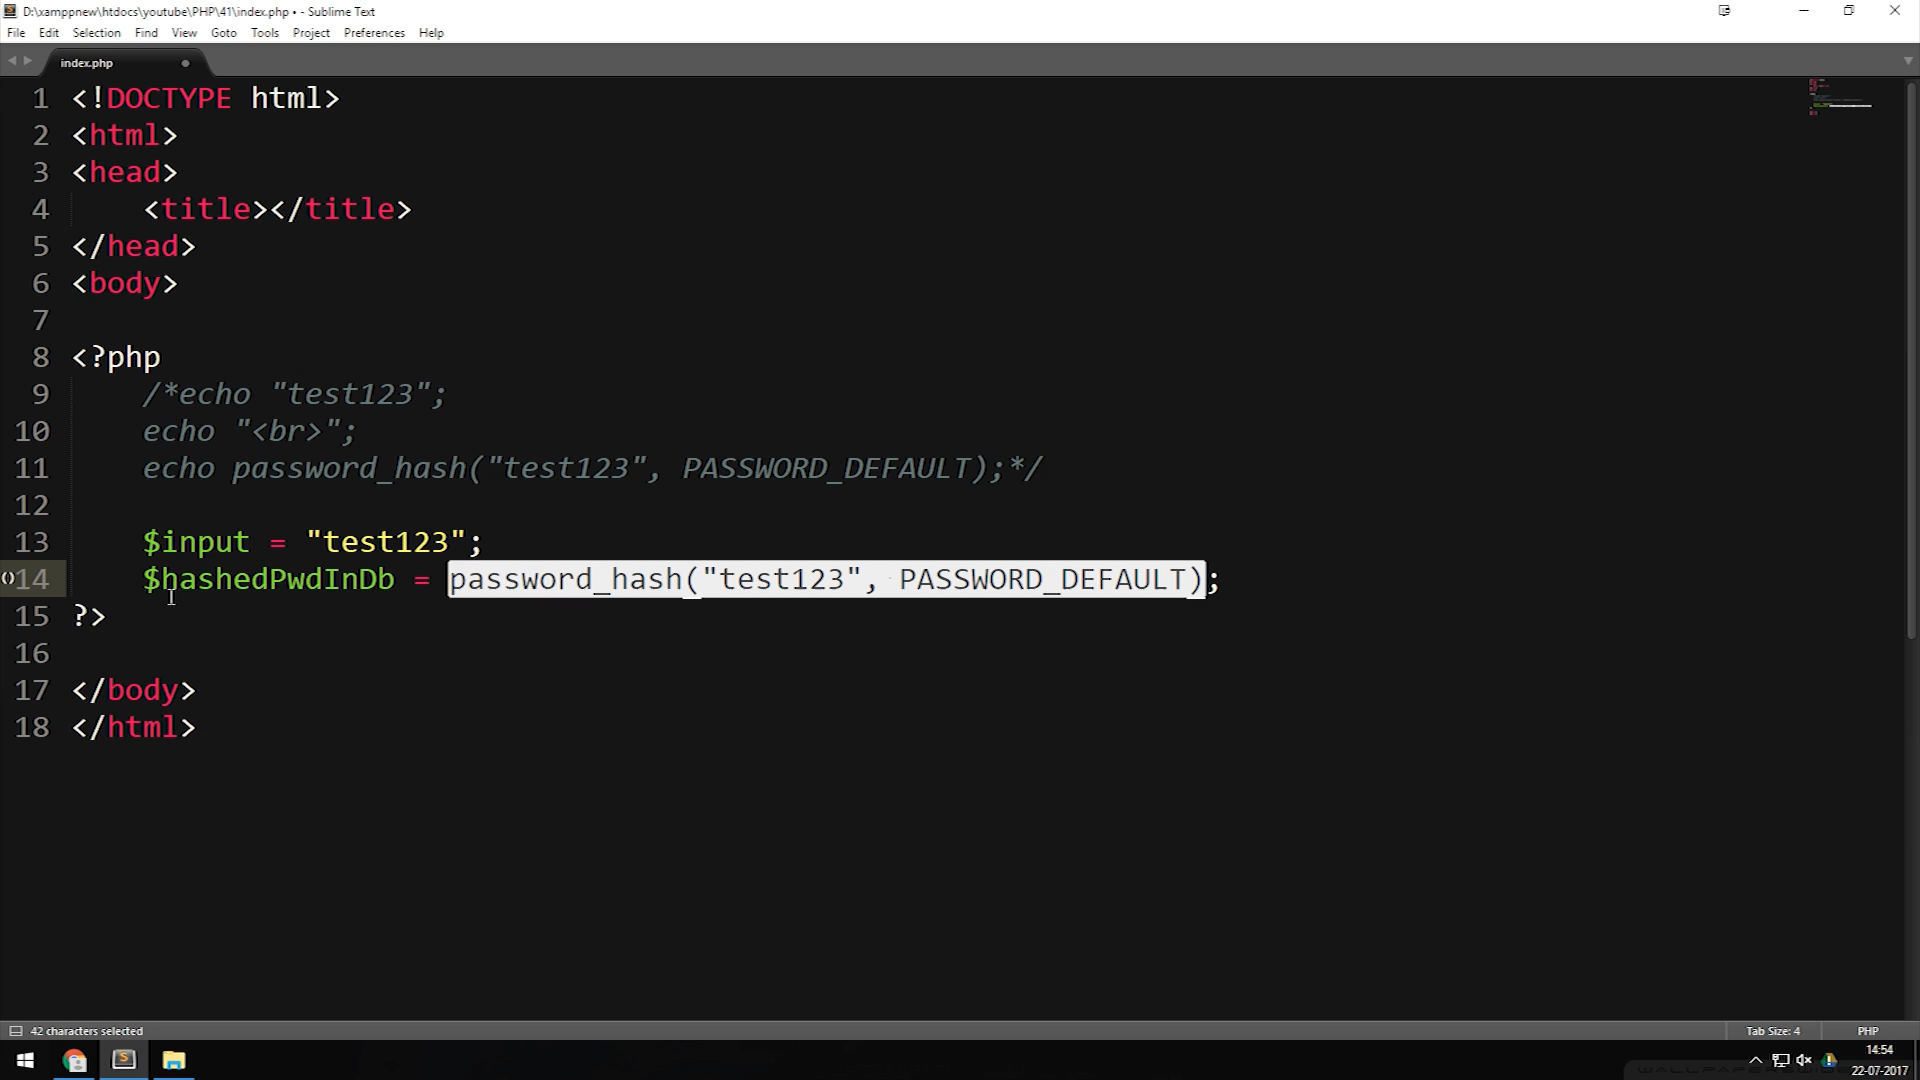 D:\xamppnew\htdocs\youtube\PHP\41\index.php • - Sublime Text
File Edit Selection Find View Goto Tools Project Preferences Help
index.php
1 <!DOCTYPE html>
2 <html>
3 <head>
4     <title></title>
5 </head>
6 <body>
7
8 <?php
9     /*echo "test123";
10     echo "<br>";
11     echo password_hash("test123", PASSWORD_DEFAULT);*/
12
13     $input = "test123";
14     $hashedPwdInDb = password_hash("test123", PASSWORD_DEFAULT);
15 ?>
16
17 </body>
18 </html>
42 characters selected Tab Size: 4 PHP
14:54
22-07-2017